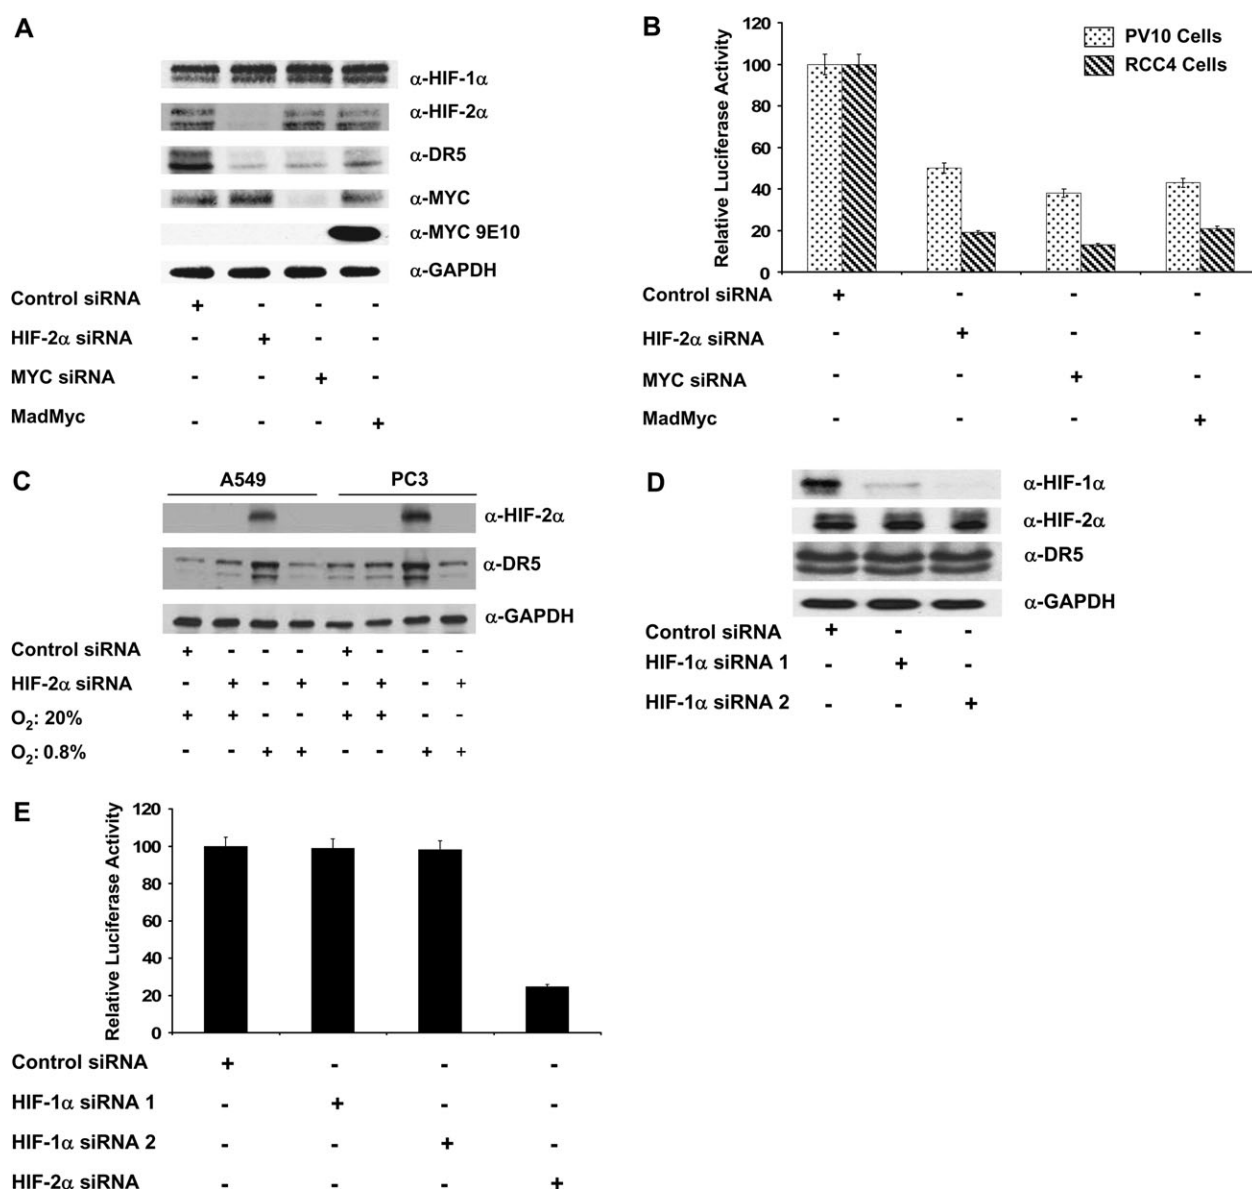 A
α-HIF-1α
α-HIF-2α
α-DR5
α-MYC
α-MYC 9E10
α-GAPDH
Control siRNA + - - -
HIF-2α siRNA - + - -
MYC siRNA - - + -
MadMyc - - - +
B
Relative Luciferase Activity
120
100
80
60
40
20
0
PV10 Cells
RCC4 Cells
Control siRNA + - - -
HIF-2α siRNA - + - -
MYC siRNA - - + -
MadMyc - - - +
C
A549 PC3
α-HIF-2α
α-DR5
α-GAPDH
Control siRNA + - - - + - - -
HIF-2α siRNA - + - + - + - +
O2: 20% + + - - + + - -
O2: 0.8% - - + + - - + +
D
α-HIF-1α
α-HIF-2α
α-DR5
α-GAPDH
Control siRNA + - -
HIF-1α siRNA 1 - + -
HIF-1α siRNA 2 - - +
E
Relative Luciferase Activity
120
100
80
60
40
20
0
Control siRNA + - - -
HIF-1α siRNA 1 - + - -
HIF-1α siRNA 2 - - + -
HIF-2α siRNA - - - +